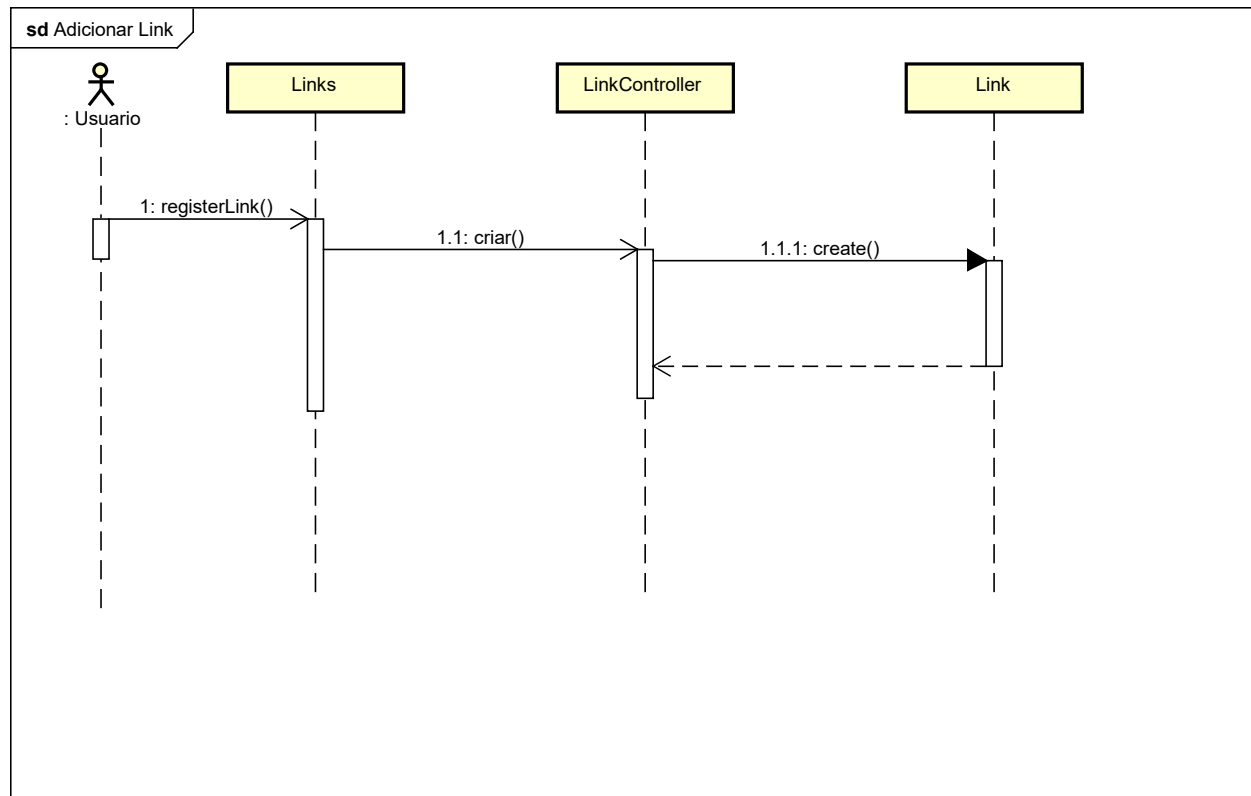 sd Adicionar Link
: Usuario
Links
LinkController
Link
1: registerLink()
1.1: criar()
1.1.1: create()